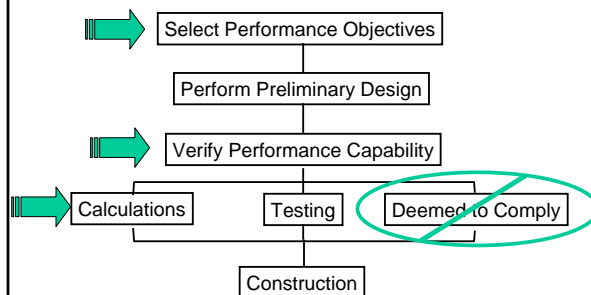 Select Performance Objectives
Perform Preliminary Design
Verify Performance Capability
Calculations
Testing
Deemed to Comply
Construction